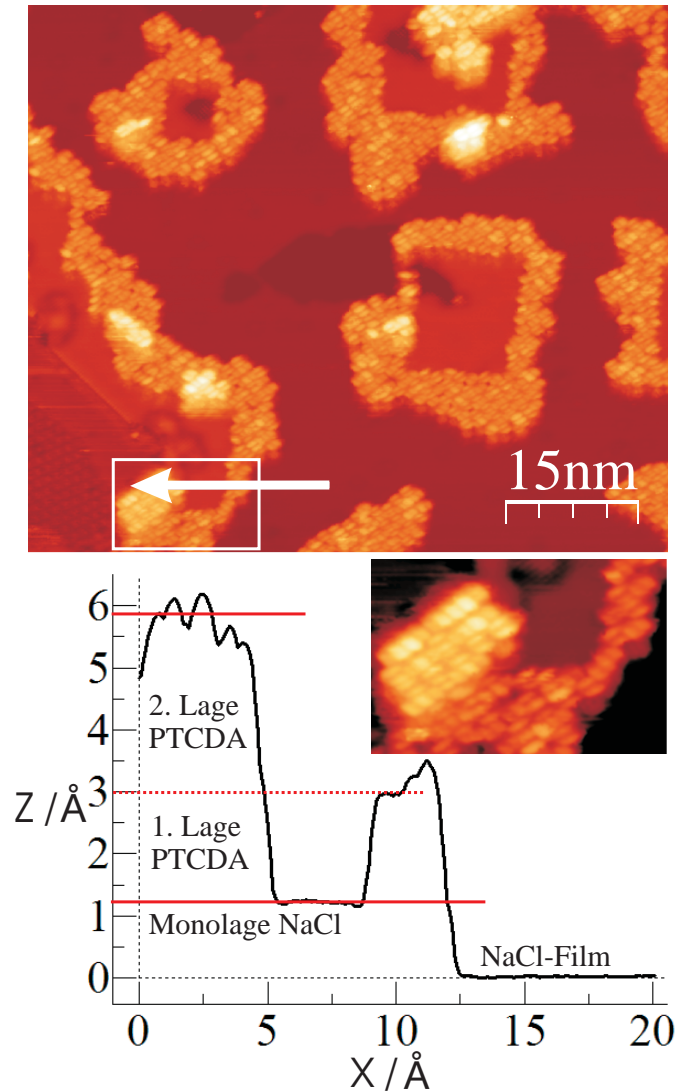 15nm
6
5
4
3
2
1
0
Z /Å
2. Lage
PTCDA
1. Lage
PTCDA
Monolage NaCl
NaCl-Film
0
5
10
15
20
X / Å